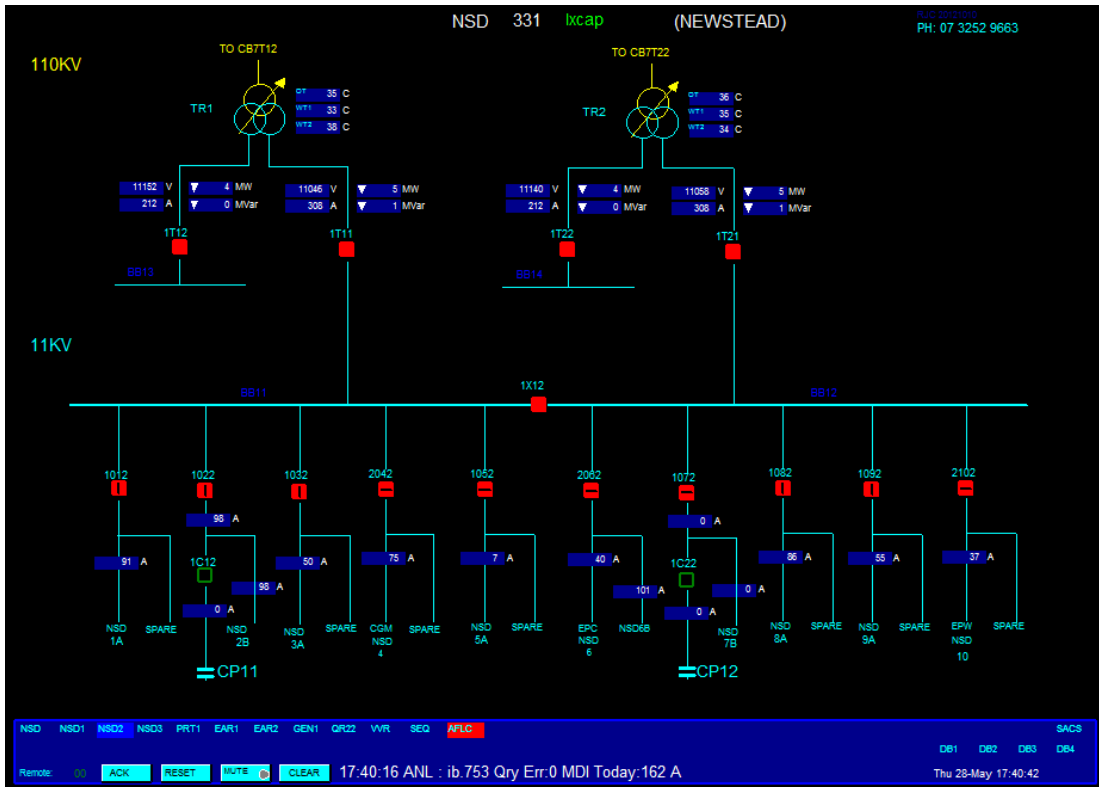 NSD 331 Ixcap (NEWSTEAD)
PH: 07 3252 9663
110KV
TO CB7T12
TO CB7T22
TR1
OT 35 C
WT1 33 C
WT2 38 C
TR2
OT 36 C
WT1 35 C
WT2 34 C
11152 V 4 MW
212 A 0 MVar
11046 V 5 MW
308 A 1 MVar
11140 V 4 MW
212 A 0 MVar
11058 V 5 MW
308 A 1 MVar
1T12
1T11
1T22
1T21
BB13
BB14
11KV
1X12
BB11
BB12
1012 1022 1032 2042 1052 2062 1072 1082 1092 2102
98 A
0 A
91 A
1C12
50 A
75 A
7 A
40 A
1C22
86 A
55 A
37 A
98 A
101 A
0 A
0 A
0 A
NSD 1A
SPARE
NSD 2B
NSD 3A
SPARE
CGM NSD 4
SPARE
NSD 5A
SPARE
EPC NSD 6
NSD6B
NSD 7B
NSD 8A
SPARE
NSD 9A
SPARE
EPW NSD 10
SPARE
CP11
CP12
NSD NSD1 NSD2 NSD3 PRT1 EAR1 EAR2 GEN1 QR22 VVR SEQ AFLC SACS
DB1 DB2 DB3 DB4
Remote: 00 ACK RESET MUTE CLEAR 17:40:16 ANL : ib.753 Qry Err:0 MDI Today:162 A Thu 28-May 17:40:42